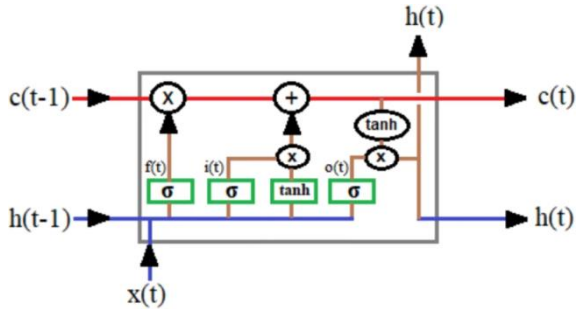 h(t)
c(t-1)
X
+
c(t)
tanh
f(t)
i(t)
x
o(t)
x
σ
σ
tanh
σ
h(t-1)
h(t)
x(t)